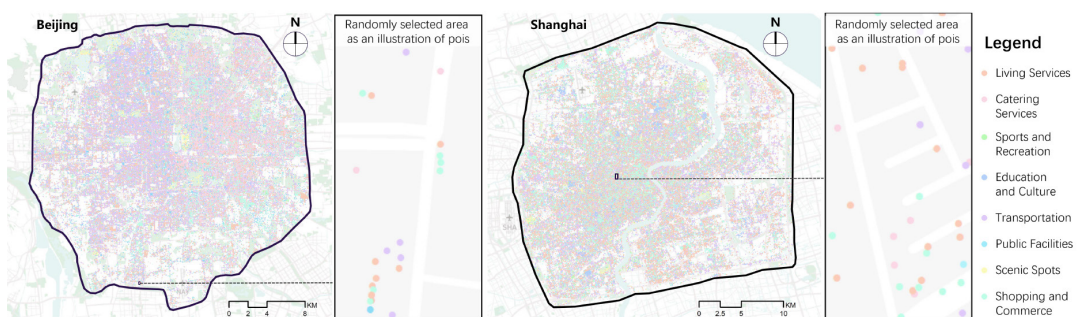 Beijing
N
0 2 4 8 KM
Randomly selected area
as an illustration of pois
Shanghai
N
SHA
0 2.5 5 10 KM
Randomly selected area
as an illustration of pois
Legend
Living Services
Catering
Services
Sports and
Recreation
Education
and Culture
Transportation
Public Facilities
Scenic Spots
Shopping and
Commerce